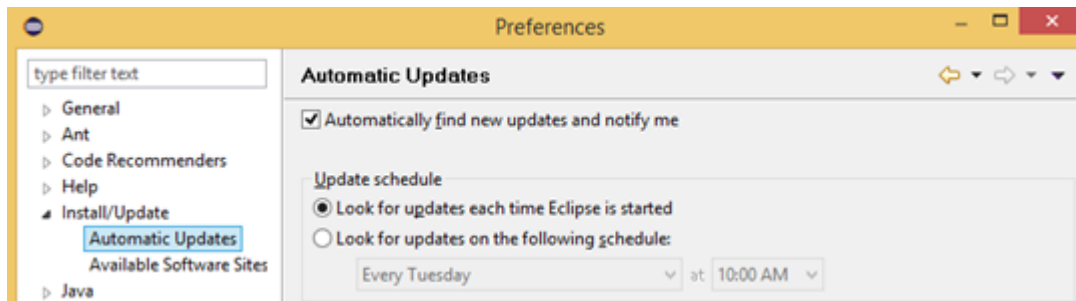 Preferences
type filter text
General
Ant
Code Recommenders
Help
Install/Update
Automatic Updates
Available Software Sites
Java
Automatic Updates
Automatically find new updates and notify me
Update schedule
Look for updates each time Eclipse is started
Look for updates on the following schedule:
Every Tuesday at 10:00 AM